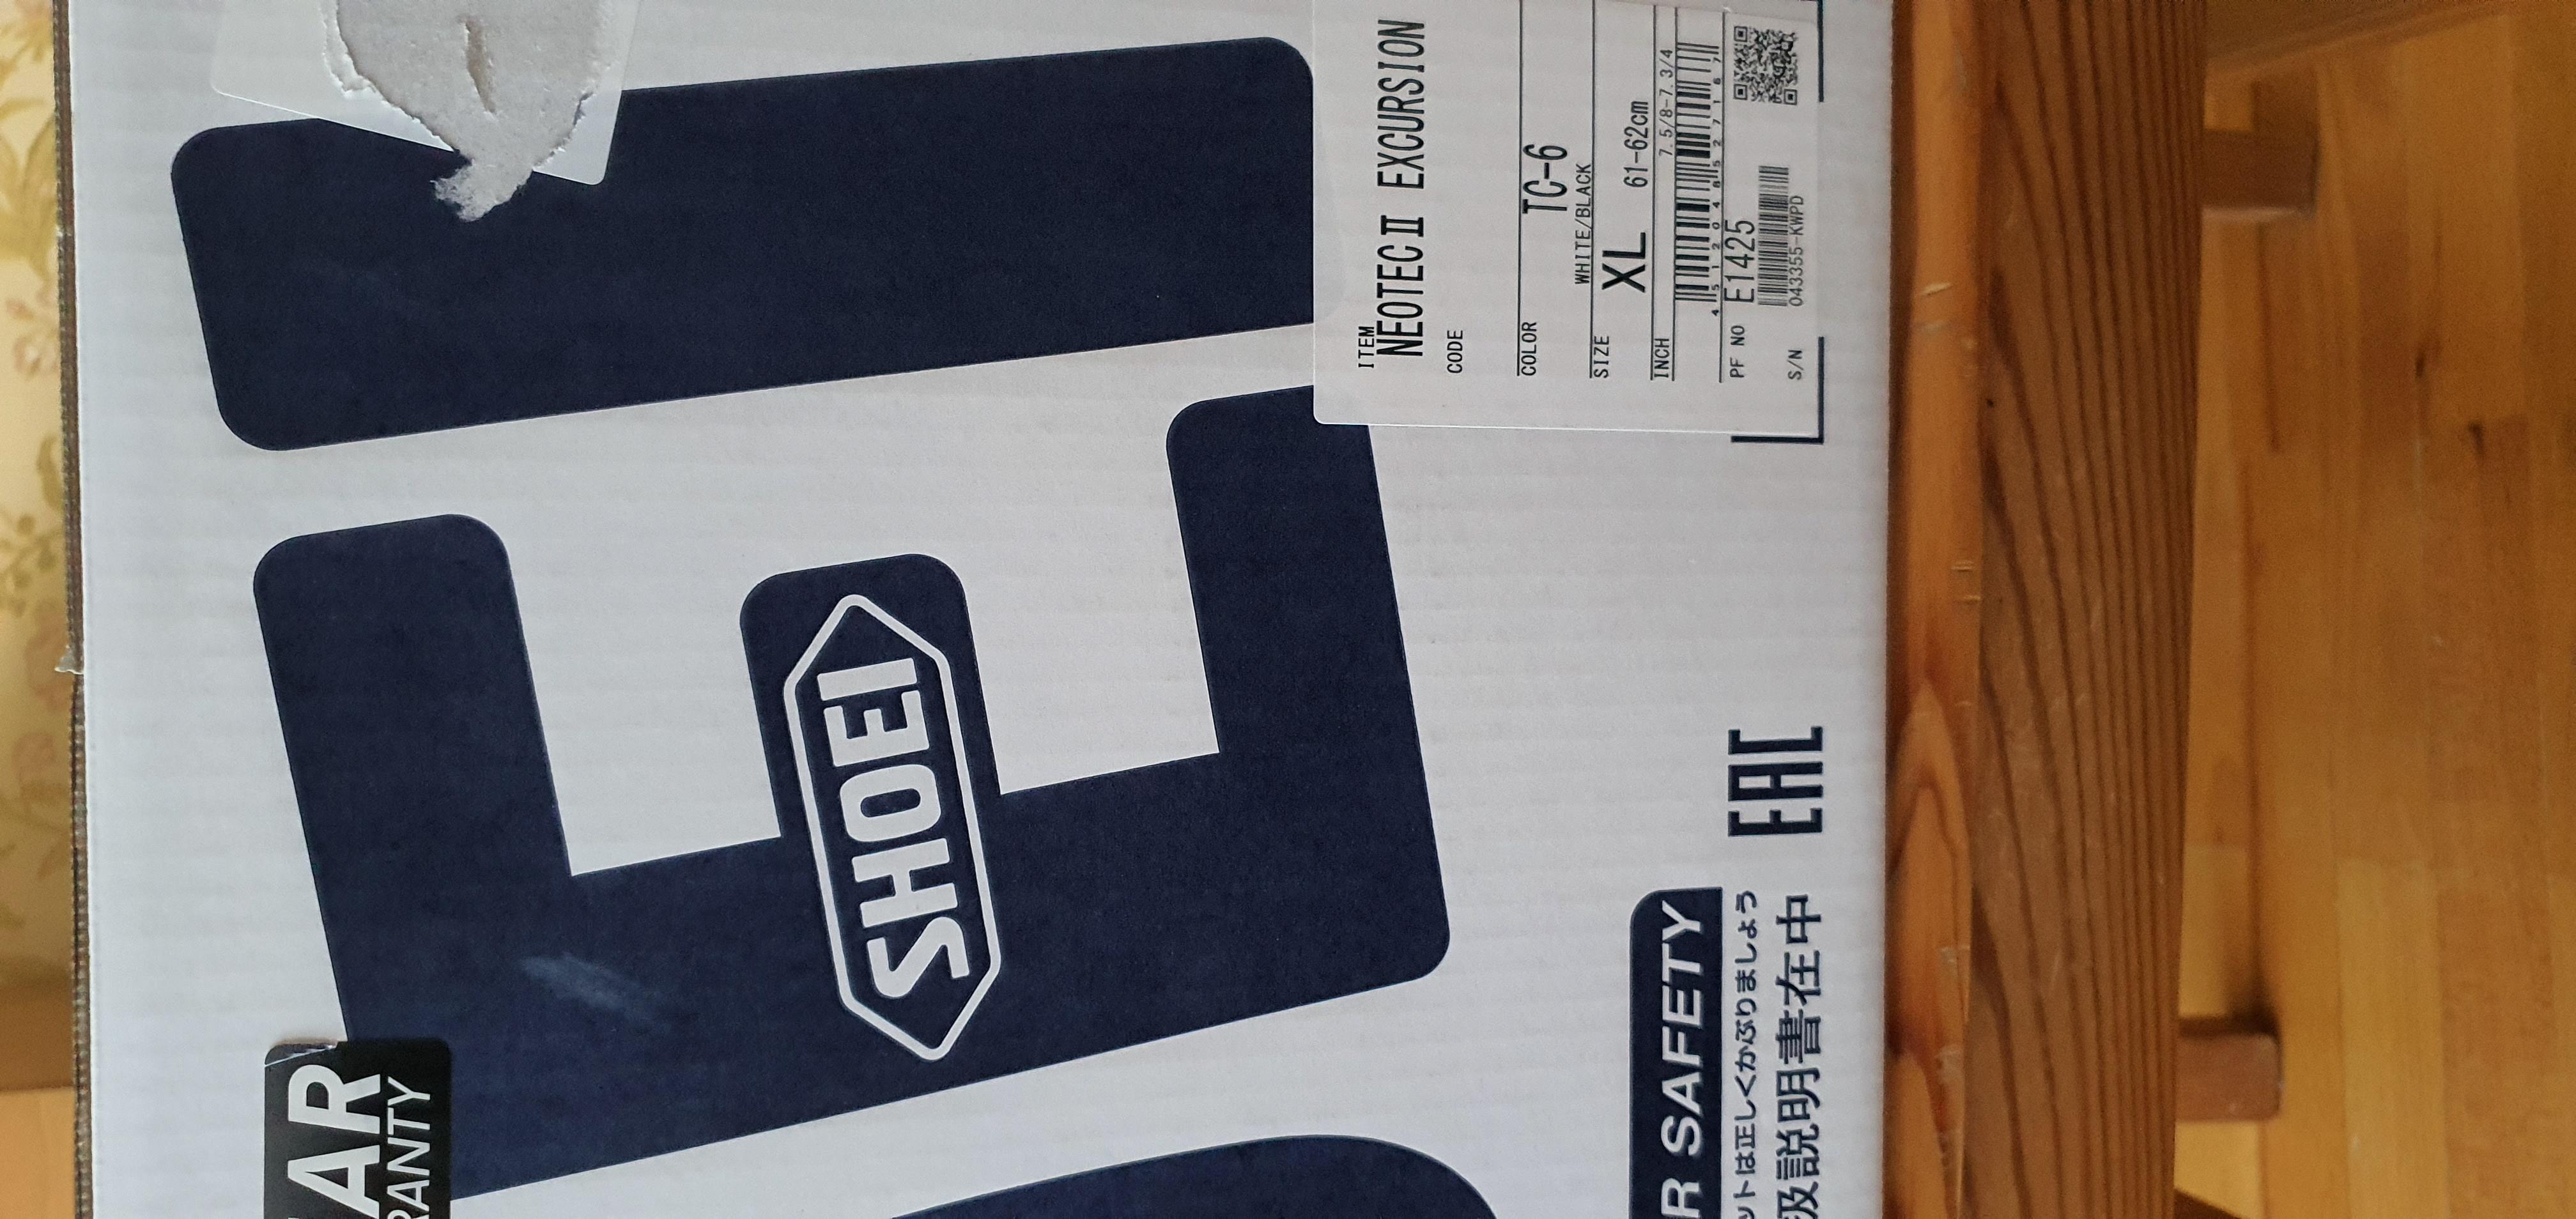 ITEM
NEOTECⅡ EXCURSION
CODE
COLOR TC-6
WHITE/BLACK
SIZE XL 61-62cm
INCH 7.5/8-7.3/4
PF NO E1425
S/N 043355-KWPD
SHOEI
AR
RANTY
R SAFETY
EAC
ットは正しくかぶりましょう
扱説明書在中